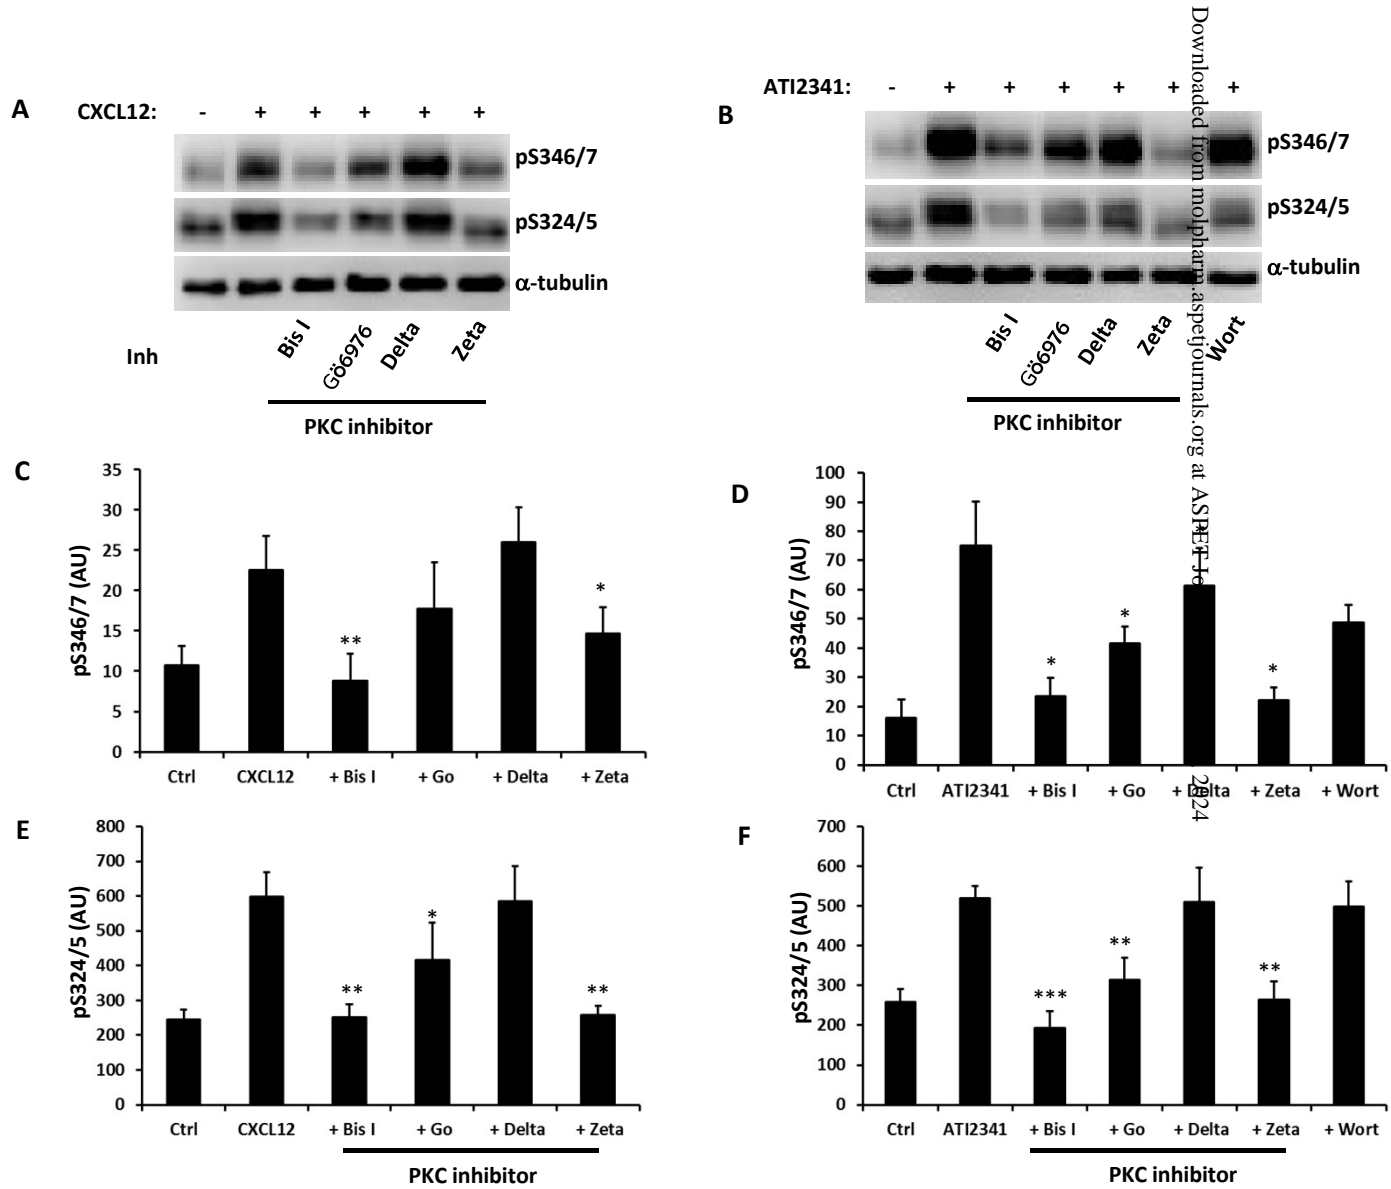 A
CXCL12: - + + + + +
pS346/7
pS324/5
α-tubulin
Inh
Bis I
Gö6976
Delta
Zeta
PKC inhibitor
B
ATI2341: - + + + + + +
pS346/7
pS324/5
α-tubulin
Bis I
Gö6976
Delta
Zeta
Wort
PKC inhibitor
Downloaded from molpharm.aspetjournals.org at ASPET Jo
2024
C
pS346/7 (AU)
35
30
25
20
15
10
5
0
**
*
Ctrl CXCL12 + Bis I + Go + Delta + Zeta
D
pS346/7 (AU)
100
90
80
70
60
50
40
30
20
10
0
*
*
*
Ctrl ATI2341 + Bis I + Go + Delta + Zeta + Wort
E
pS324/5 (AU)
800
700
600
500
400
300
200
100
0
**
*
**
Ctrl CXCL12 + Bis I + Go + Delta + Zeta
PKC inhibitor
F
pS324/5 (AU)
700
600
500
400
300
200
100
0
***
**
**
Ctrl ATI2341 + Bis I + Go + Delta + Zeta + Wort
PKC inhibitor